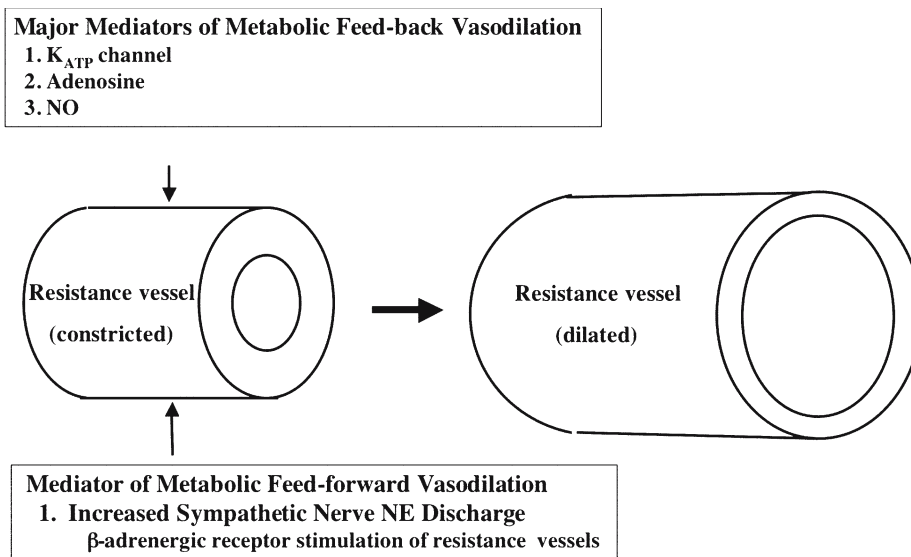 Major Mediators of Metabolic Feed-back Vasodilation
1. K_ATP channel
2. Adenosine
3. NO
Resistance vessel
(constricted)
Resistance vessel
(dilated)
Mediator of Metabolic Feed-forward Vasodilation
1. Increased Sympathetic Nerve NE Discharge
β-adrenergic receptor stimulation of resistance vessels